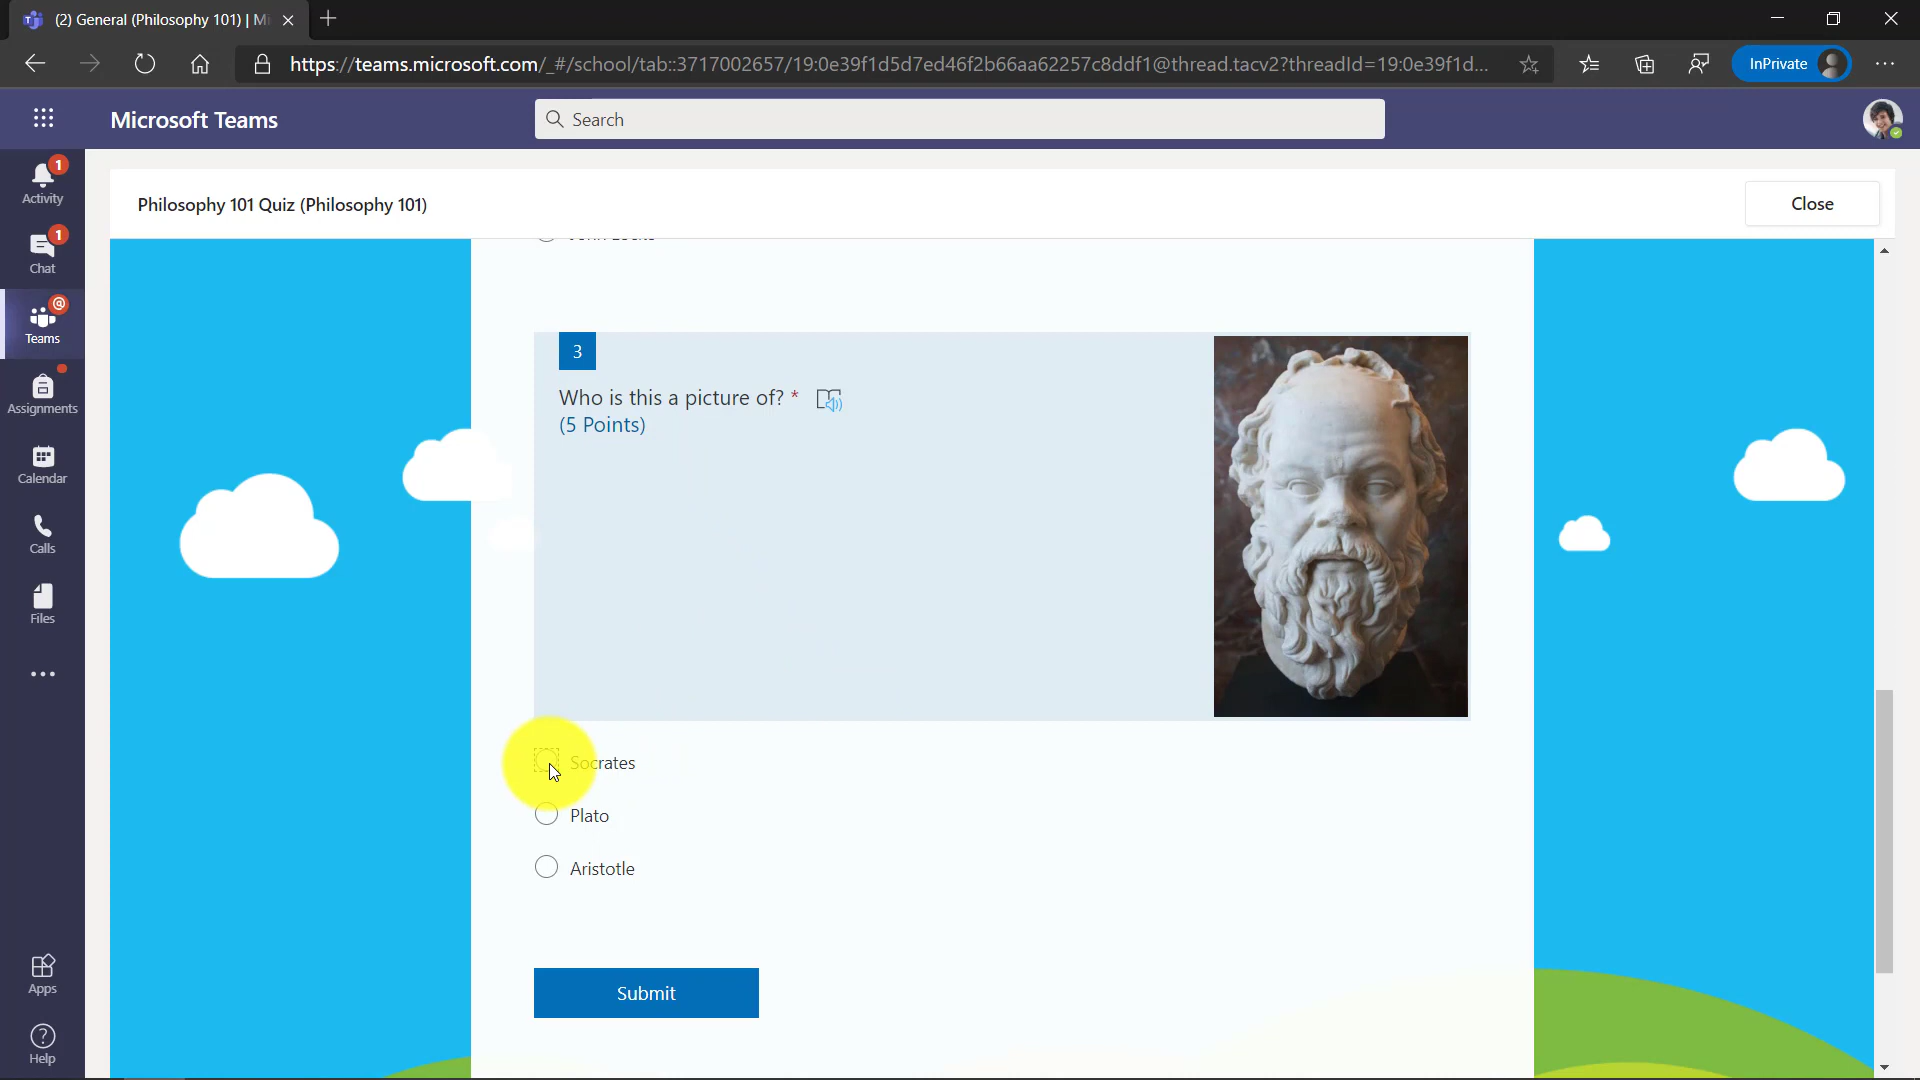 (2) General (Philosophy 101) | Mi
https://teams.microsoft.com/_#/school/tab::3717002657/19:0e39f1d5d7ed46f2b66aa62257c8ddf1@thread.tacv2?threadId=19:0e39f1d...
InPrivate
Microsoft Teams
Search
1
Activity
1
Chat
@
Teams
Assignments
Calendar
Calls
Files
Apps
?
Help
Philosophy 101 Quiz (Philosophy 101)
Close
3
Who is this a picture of? *
(5 Points)
Socrates
Plato
Aristotle
Submit